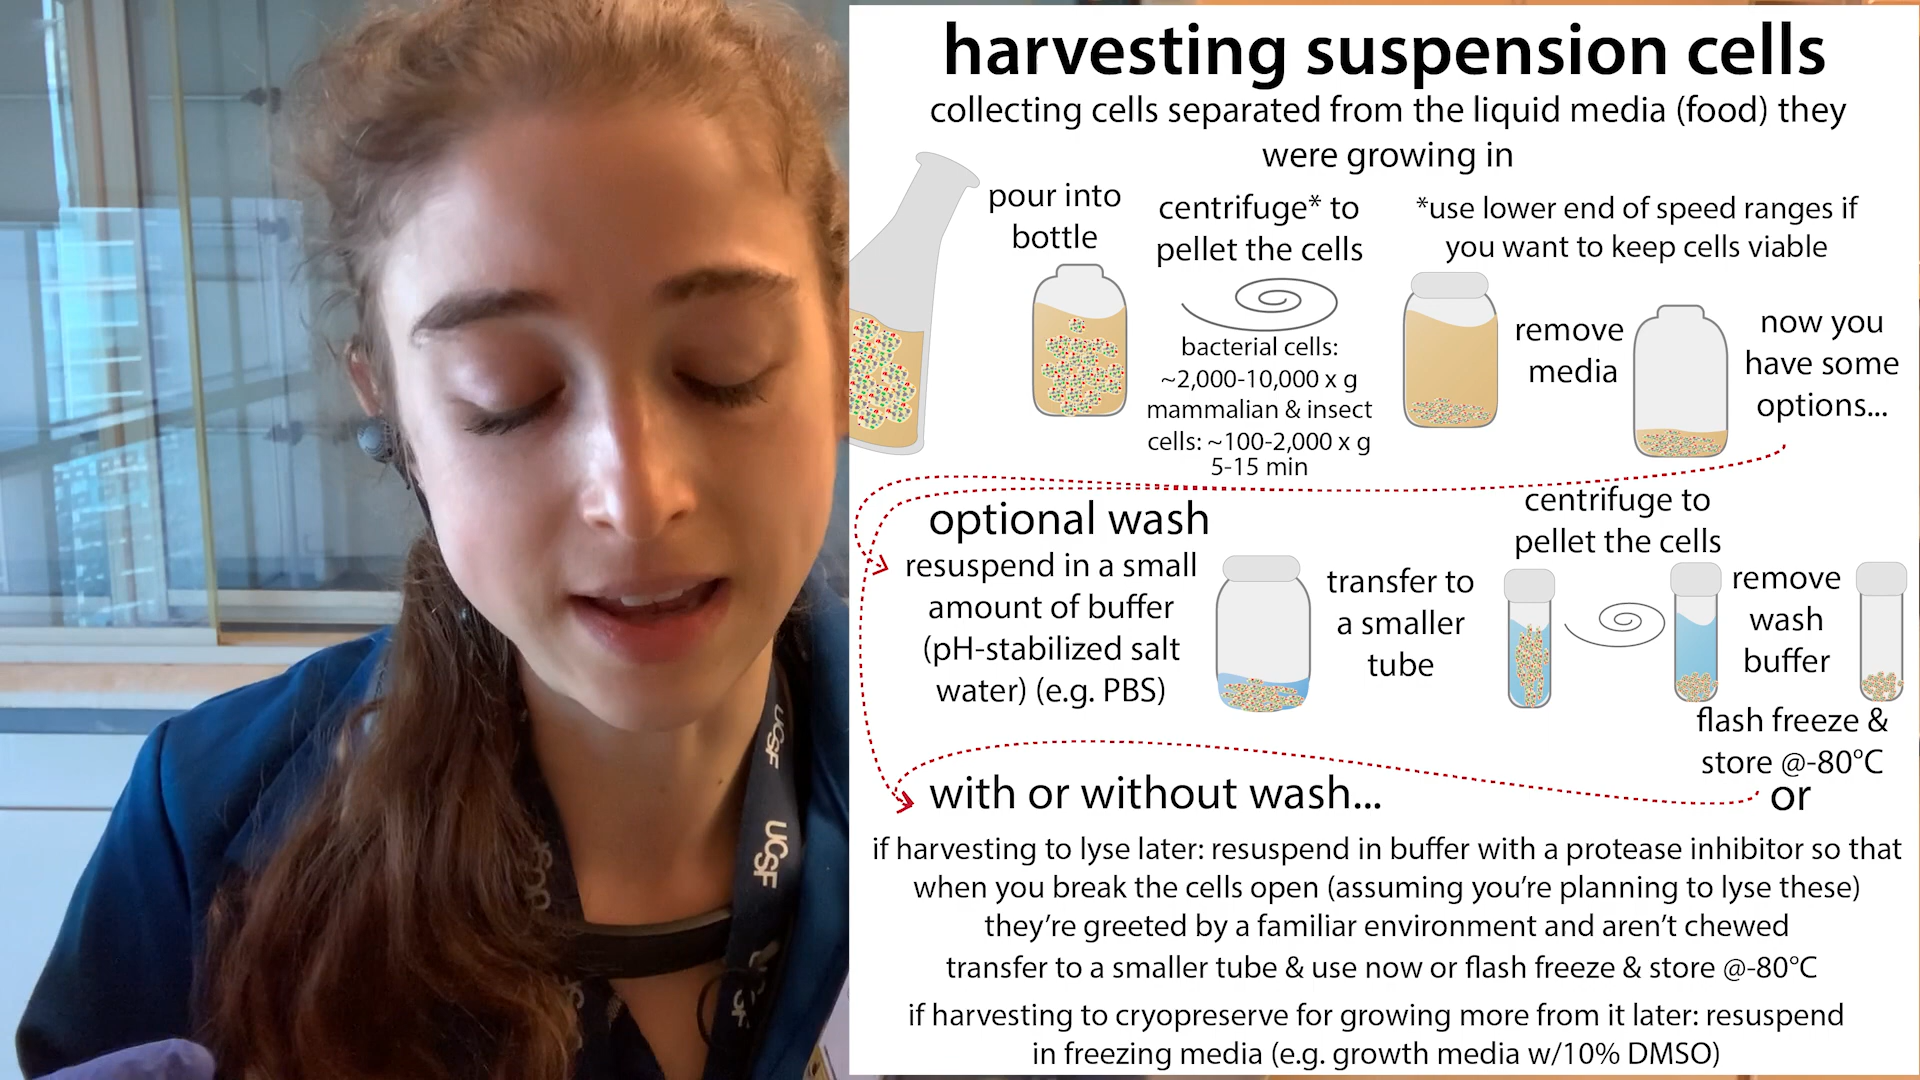 harvesting suspension cells
collecting cells separated from the liquid media (food) they
were growing in
pour into
bottle
centrifuge* to
pellet the cells
bacterial cells:
~2,000-10,000 x g
mammalian & insect
cells: ~100-2,000 x g
5-15 min
*use lower end of speed ranges if
you want to keep cells viable
remove
media
now you
have some
options...
optional wash
resuspend in a small
amount of buffer
(pH-stabilized salt
water) (e.g. PBS)
transfer to
a smaller
tube
centrifuge to
pellet the cells
remove
wash
buffer
flash freeze &
store @-80°C
or
with or without wash...
if harvesting to lyse later: resuspend in buffer with a protease inhibitor so that
when you break the cells open (assuming you're planning to lyse these)
they're greeted by a familiar environment and aren't chewed
transfer to a smaller tube & use now or flash freeze & store @-80°C
if harvesting to cryopreserve for growing more from it later: resuspend
in freezing media (e.g. growth media w/10% DMSO)
UCSF
UCSF
UCSF